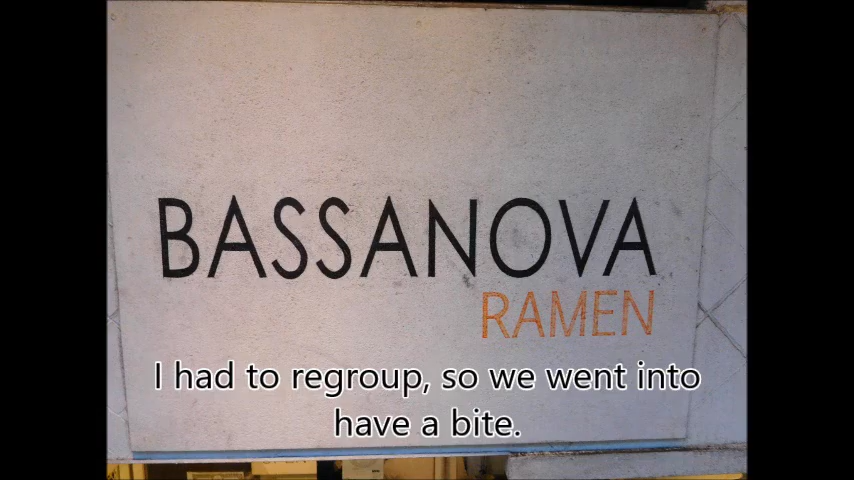 BASSANOVA
RAMEN
I had to regroup, so we went into
have a bite.